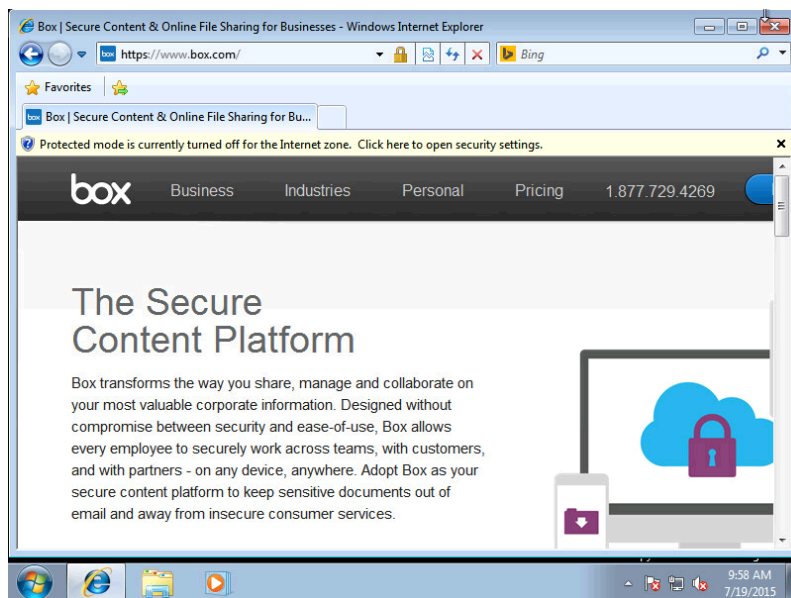 Box | Secure Content & Online File Sharing for Businesses - Windows Internet Explorer
box https://www.box.com/ Bing
Favorites
box Box | Secure Content & Online File Sharing for Bu...
Protected mode is currently turned off for the Internet zone. Click here to open security settings.
box Business Industries Personal Pricing 1.877.729.4269
The Secure
Content Platform
Box transforms the way you share, manage and collaborate on
your most valuable corporate information. Designed without
compromise between security and ease-of-use, Box allows
every employee to securely work across teams, with customers,
and with partners - on any device, anywhere. Adopt Box as your
secure content platform to keep sensitive documents out of
email and away from insecure consumer services.
9:58 AM
7/19/2015